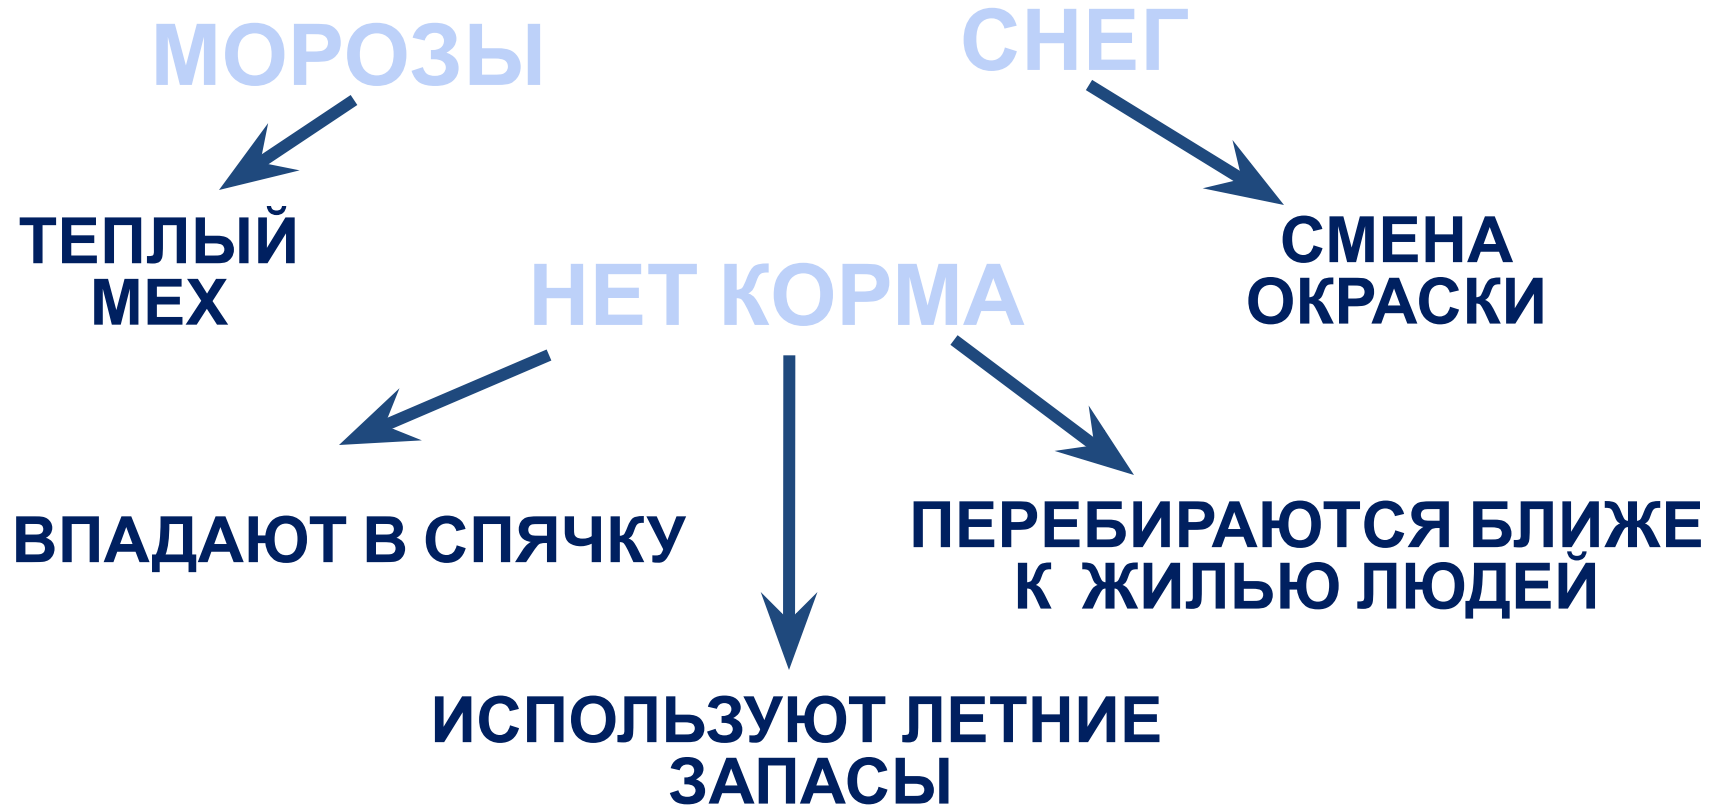 МОРОЗЫ
СНЕГ
ТЕПЛЫЙ
МЕХ
СМЕНА
ОКРАСКИ
НЕТ КОРМА
ВПАДАЮТ В СПЯЧКУ
ПЕРЕБИРАЮТСЯ БЛИЖЕ
К ЖИЛЬЮ ЛЮДЕЙ
ИСПОЛЬЗУЮТ ЛЕТНИЕ
ЗАПАСЫ